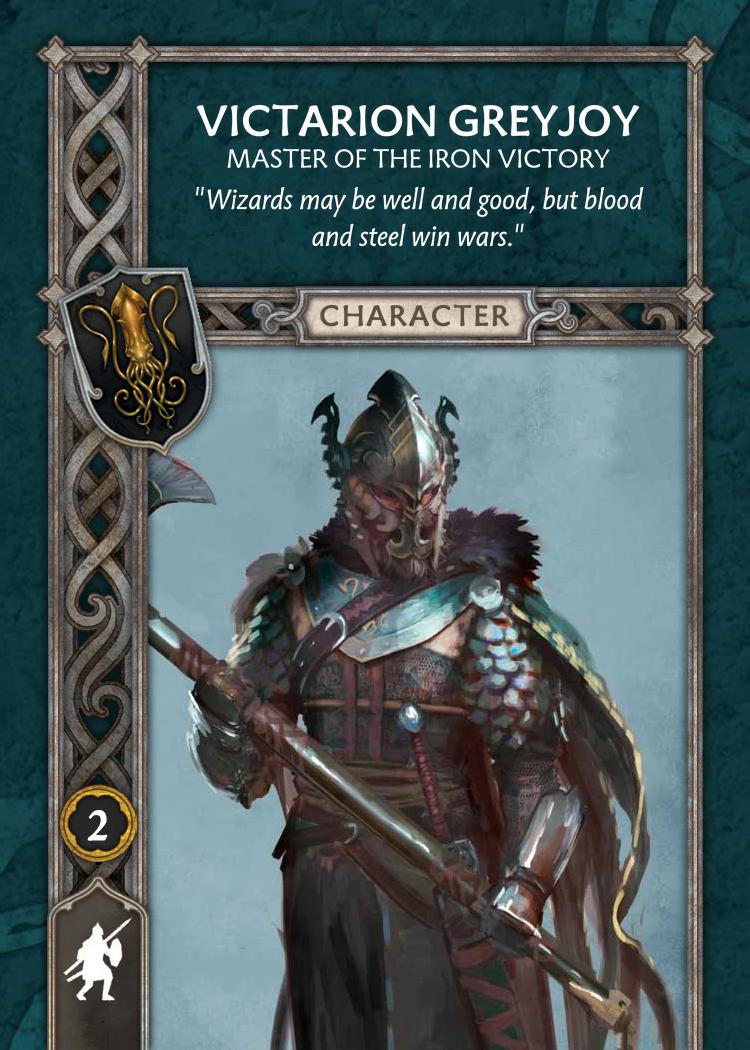 VICTARION GREYJOY
MASTER OF THE IRON VICTORY
"Wizards may be well and good, but blood
and steel win wars."
CHARACTER
2